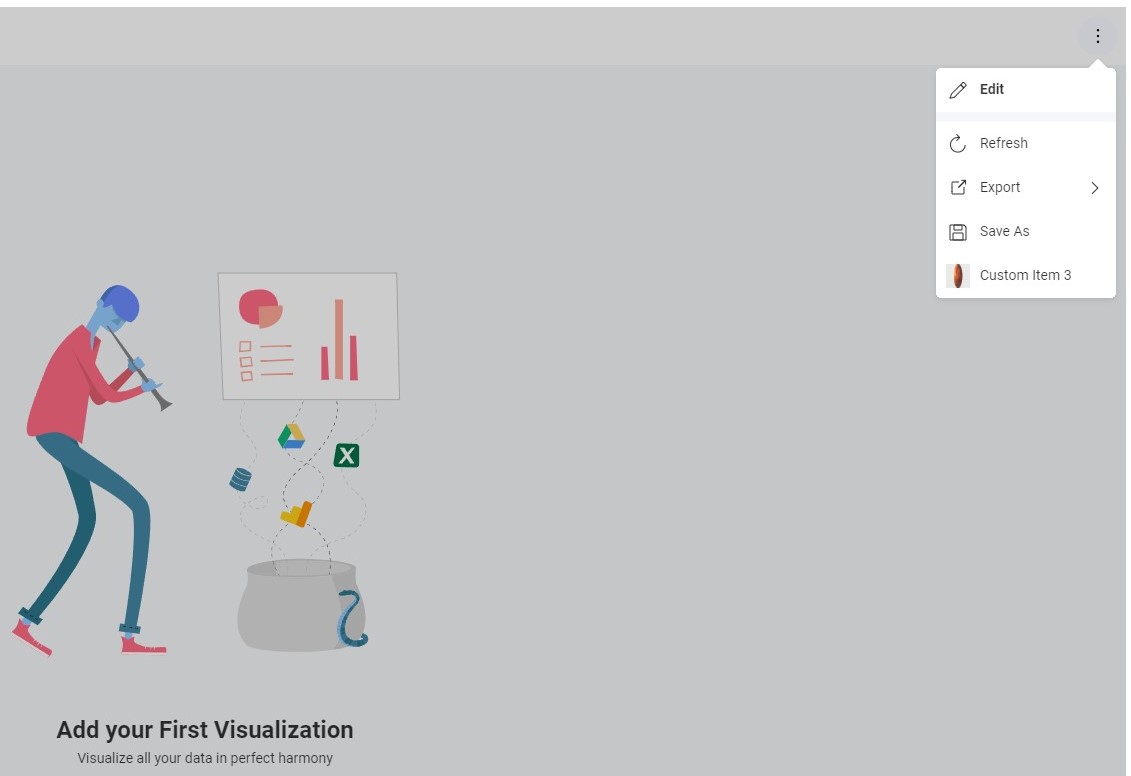 Edit
Refresh
Export
Save As
Custom Item 3
X
Add your First Visualization
Visualize all your data in perfect harmony